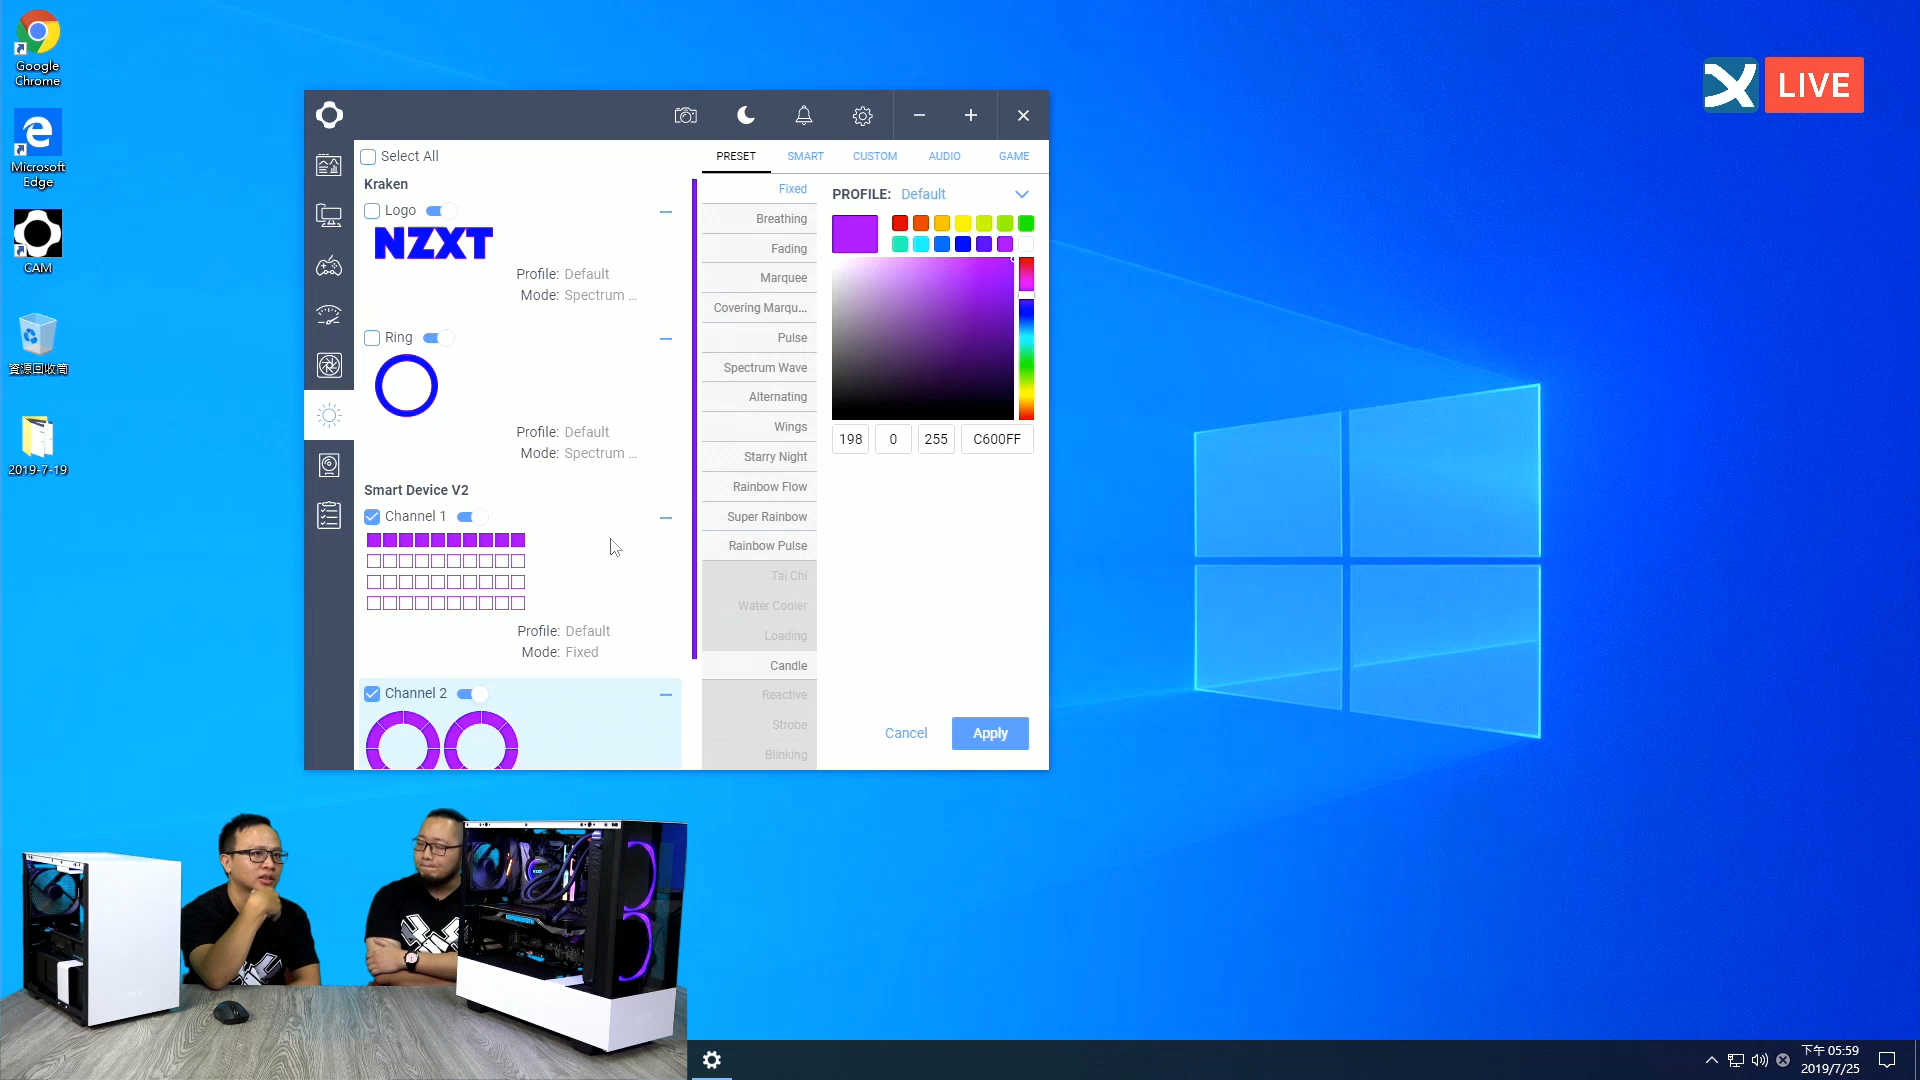 Google
Chrome
Microsoft
Edge
CAM
資源回收筒
2019-7-19
LIVE
Select All
Kraken
Logo
NZXT
Profile: Default
Mode: Spectrum ...
Ring
Profile: Default
Mode: Spectrum ...
Smart Device V2
Channel 1
Profile: Default
Mode: Fixed
Channel 2
PRESET
SMART
CUSTOM
AUDIO
GAME
Fixed
Breathing
Fading
Marquee
Covering Marqu...
Pulse
Spectrum Wave
Alternating
Wings
Starry Night
Rainbow Flow
Super Rainbow
Rainbow Pulse
Tai Chi
Water Cooler
Loading
Candle
Reactive
Strobe
Blinking
PROFILE: Default
198
0
255
C600FF
Cancel
Apply
下午 05:59
2019/7/25